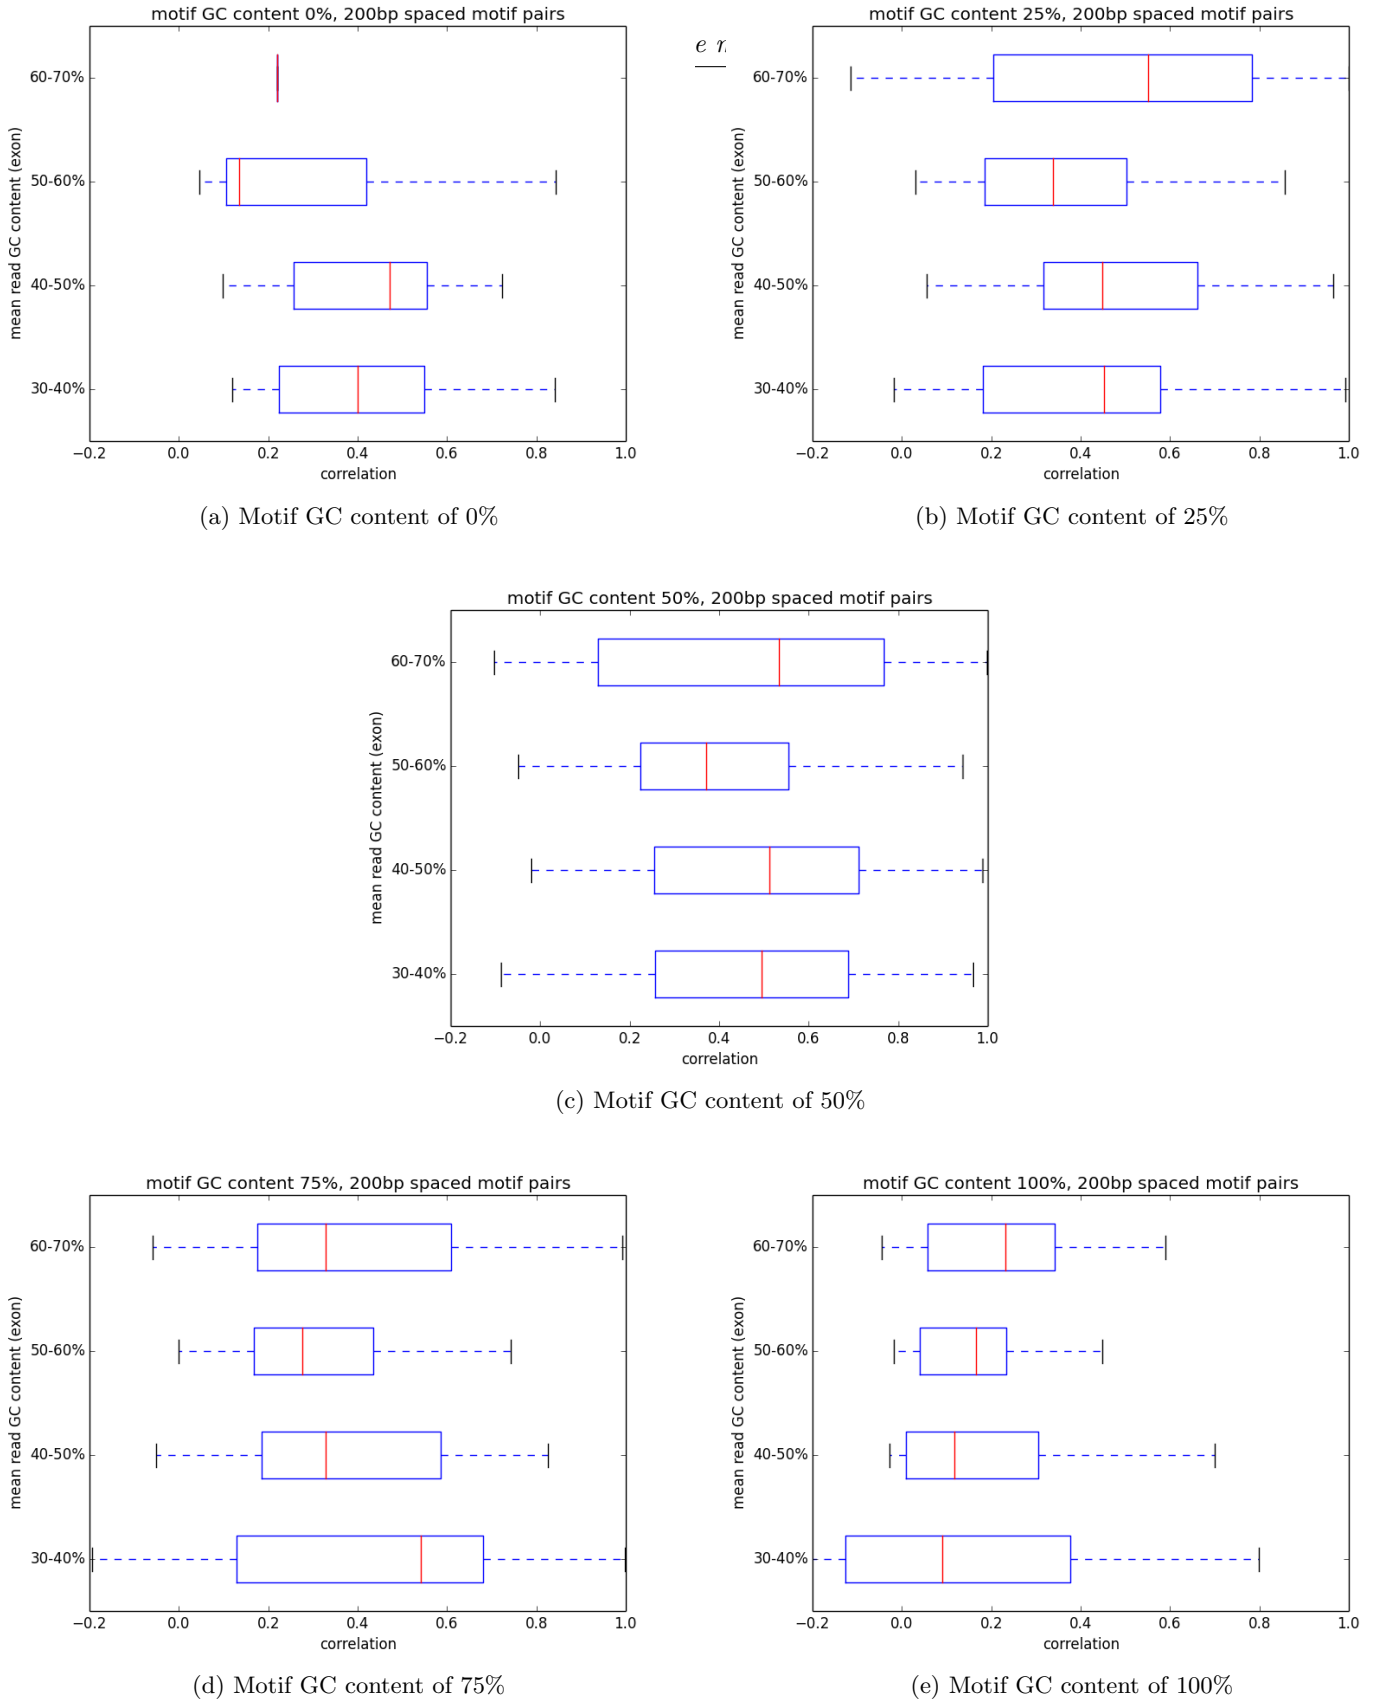 motif GC content 0%, 200bp spaced motif pairs
mean read GC content (exon)
60-70%
50-60%
40-50%
30-40%
−0.2 0.0 0.2 0.4 0.6 0.8 1.0
correlation
(a) Motif GC content of 0%
e
motif GC content 25%, 200bp spaced motif pairs
mean read GC content (exon)
60-70%
50-60%
40-50%
30-40%
−0.2 0.0 0.2 0.4 0.6 0.8 1.0
correlation
(b) Motif GC content of 25%
motif GC content 50%, 200bp spaced motif pairs
mean read GC content (exon)
60-70%
50-60%
40-50%
30-40%
−0.2 0.0 0.2 0.4 0.6 0.8 1.0
correlation
(c) Motif GC content of 50%
motif GC content 75%, 200bp spaced motif pairs
mean read GC content (exon)
60-70%
50-60%
40-50%
30-40%
−0.2 0.0 0.2 0.4 0.6 0.8 1.0
correlation
(d) Motif GC content of 75%
motif GC content 100%, 200bp spaced motif pairs
mean read GC content (exon)
60-70%
50-60%
40-50%
30-40%
−0.2 0.0 0.2 0.4 0.6 0.8 1.0
correlation
(e) Motif GC content of 100%